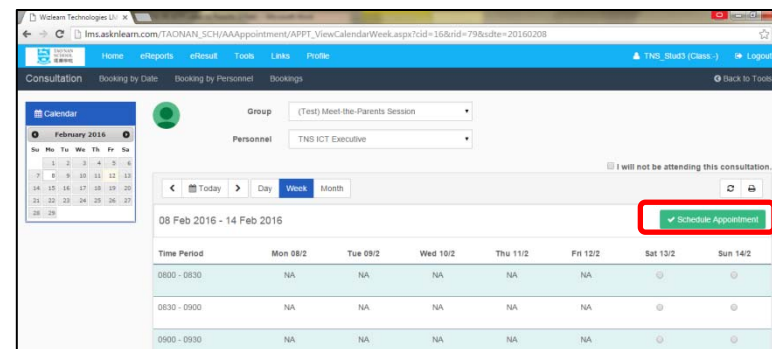 Wizlearn Technologies LM
lms.asknlearn.com/TAONAN_SCH/AAAppointment/APPT_ViewCalendarWeek.aspx?cid=16&rid=79&sdte=20160208
TAO NAN SCHOOL Home eReports eResult Tools Links Profile TNS_Stud3 (Class:-) Logout
Consultation Booking by Date Booking by Personnel Bookings Back to Tools
Calendar
February 2016
Su Mo Tu We Th Fr Sa
1 2 3 4 5 6
7 8 9 10 11 12 13
14 15 16 17 18 19 20
21 22 23 24 25 26 27
28 29
Group (Test) Meet-the-Parents Session
Personnel TNS ICT Executive
I will not be attending this consultation.
Today Day Week Month
08 Feb 2016 - 14 Feb 2016 Schedule Appointment
Time Period Mon 08/2 Tue 09/2 Wed 10/2 Thu 11/2 Fri 12/2 Sat 13/2 Sun 14/2
0800 - 0830 NA NA NA NA NA
0830 - 0900 NA NA NA NA NA
0900 - 0930 NA NA NA NA NA